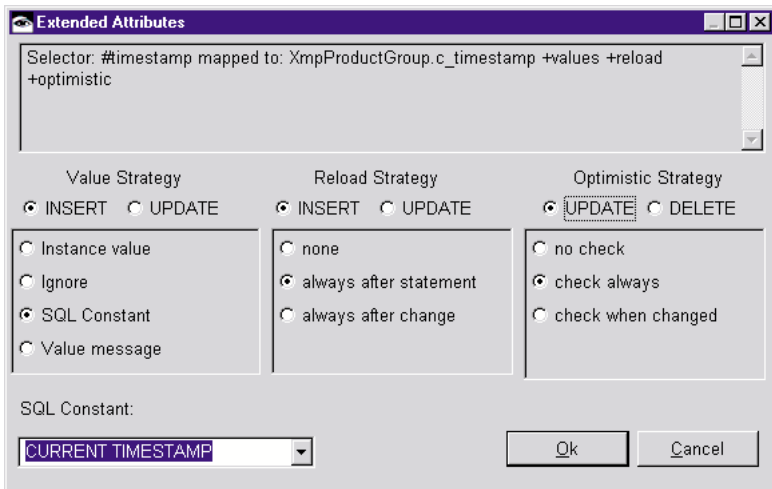 Extended Attributes
Selector: #timestamp mapped to: XmpProductGroup.c_timestamp +values +reload
+optimistic
Value Strategy
INSERT UPDATE
Instance value
Ignore
SQL Constant
Value message
Reload Strategy
INSERT UPDATE
none
always after statement
always after change
Optimistic Strategy
UPDATE DELETE
no check
check always
check when changed
SQL Constant:
CURRENT TIMESTAMP
Ok
Cancel